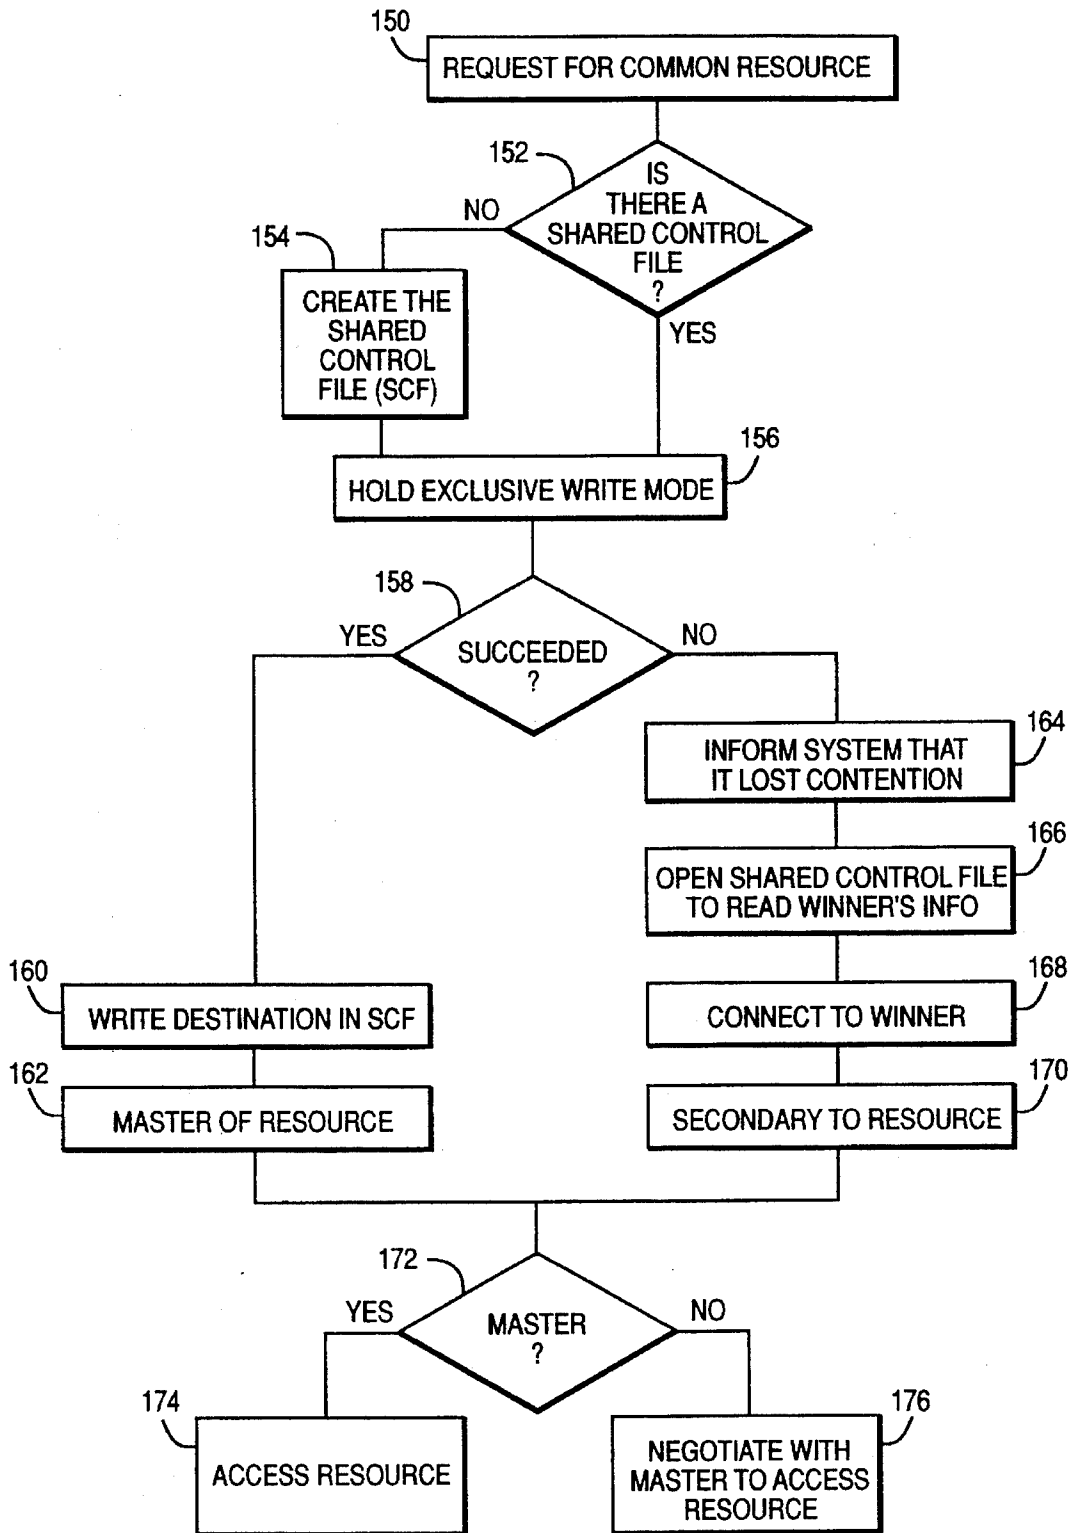 150
REQUEST FOR COMMON RESOURCE
152
IS
THERE A
SHARED CONTROL
FILE
?
NO
YES
154
CREATE THE
SHARED
CONTROL
FILE (SCF)
156
HOLD EXCLUSIVE WRITE MODE
158
SUCCEEDED
?
YES
NO
164
INFORM SYSTEM THAT
IT LOST CONTENTION
166
OPEN SHARED CONTROL FILE
TO READ WINNER'S INFO
160
WRITE DESTINATION IN SCF
168
CONNECT TO WINNER
162
MASTER OF RESOURCE
170
SECONDARY TO RESOURCE
172
MASTER
?
YES
NO
174
ACCESS RESOURCE
176
NEGOTIATE WITH
MASTER TO ACCESS
RESOURCE